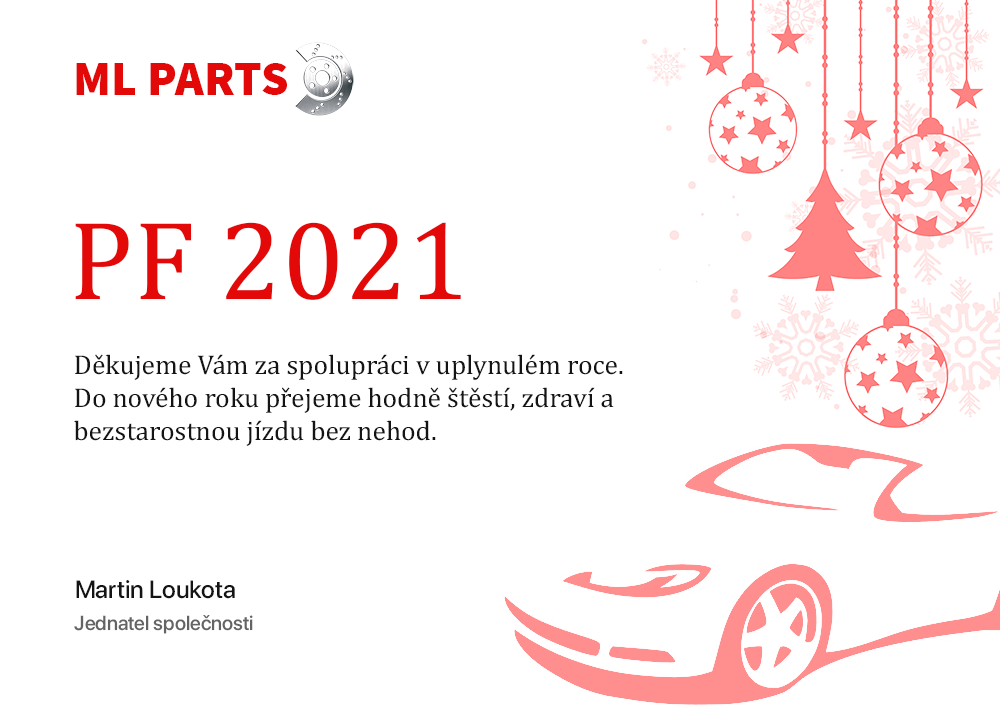 ML PARTS
PF 2021
Děkujeme Vám za spolupráci v uplynulém roce.
Do nového roku přejeme hodně štěstí, zdraví a
bezstarostnou jízdu bez nehod.
Martin Loukota
Jednatel společnosti